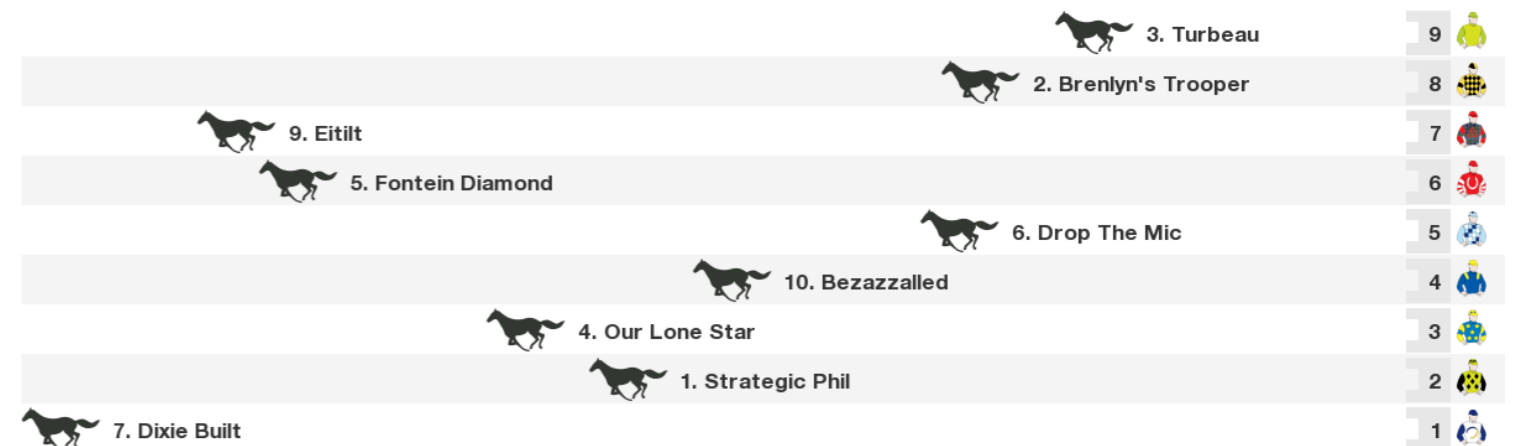 3. Turbeau 9
2. Brenlyn's Trooper 8
9. Eitilt 7
5. Fontein Diamond 6
6. Drop The Mic 5
10. Bezazzalled 4
4. Our Lone Star 3
1. Strategic Phil 2
7. Dixie Built 1